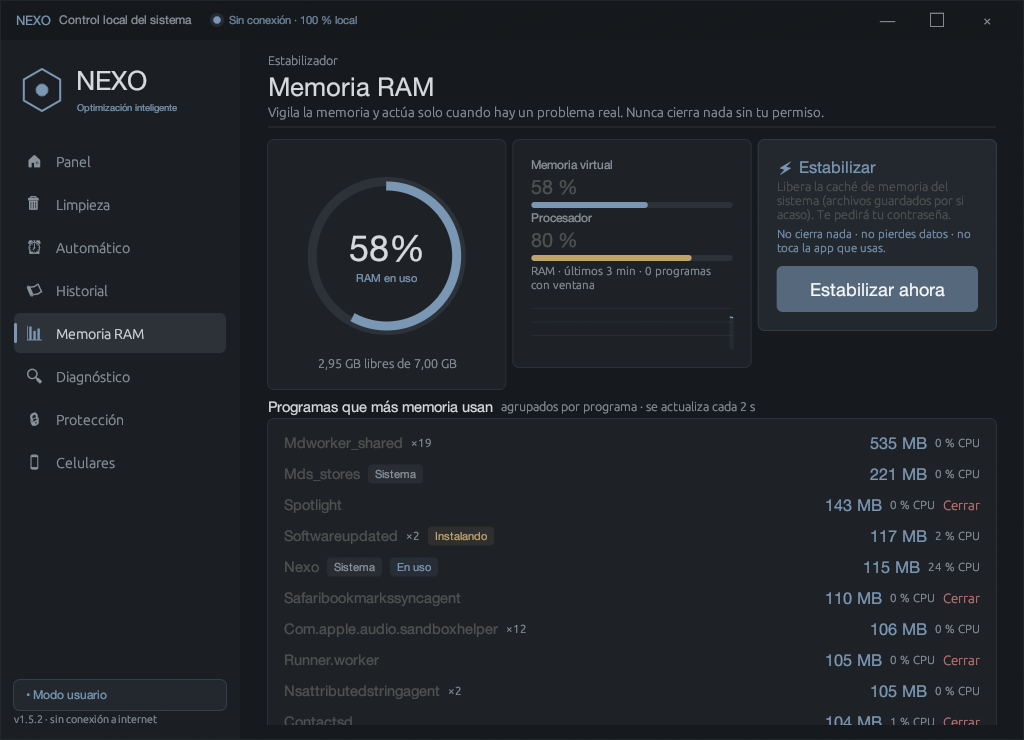 NEXO Control local del sistema Sin conexión · 100 % local
NEXO
Optimización inteligente
Panel
Limpieza
Automático
Historial
Memoria RAM
Diagnóstico
Protección
Celulares
• Modo usuario
v1.5.2 · sin conexión a internet
Estabilizador
Memoria RAM
Vigila la memoria y actúa solo cuando hay un problema real. Nunca cierra nada sin tu permiso.
58%
RAM en uso
2,95 GB libres de 7,00 GB
Memoria virtual
58 %
Procesador
80 %
RAM · últimos 3 min · 0 programas
con ventana
Estabilizar
Libera la caché de memoria del
sistema (archivos guardados por si
acaso). Te pedirá tu contraseña.
No cierra nada · no pierdes datos · no
toca la app que usas.
Estabilizar ahora
Programas que más memoria usan agrupados por programa · se actualiza cada 2 s
Mdworker_shared ×19 535 MB 0 % CPU
Mds_stores Sistema 221 MB 0 % CPU
Spotlight 143 MB 0 % CPU Cerrar
Softwareupdated ×2 Instalando 117 MB 2 % CPU
Nexo Sistema En uso 115 MB 24 % CPU
Safaribookmarkssyncagent 110 MB 0 % CPU Cerrar
Com.apple.audio.sandboxhelper ×12 106 MB 0 % CPU
Runner.worker 105 MB 0 % CPU Cerrar
Nsattributedstringagent ×2 105 MB 0 % CPU
Contactsd 104 MB 1 % CPU Cerrar